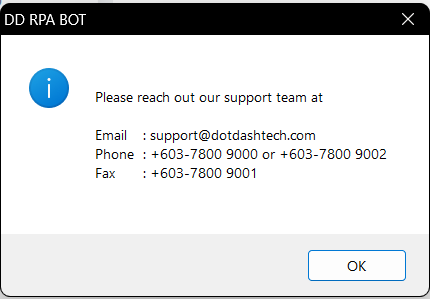 DD RPA BOT
Please reach out our support team at
Email : support@dotdashtech.com
Phone : +603-7800 9000 or +603-7800 9002
Fax : +603-7800 9001
OK